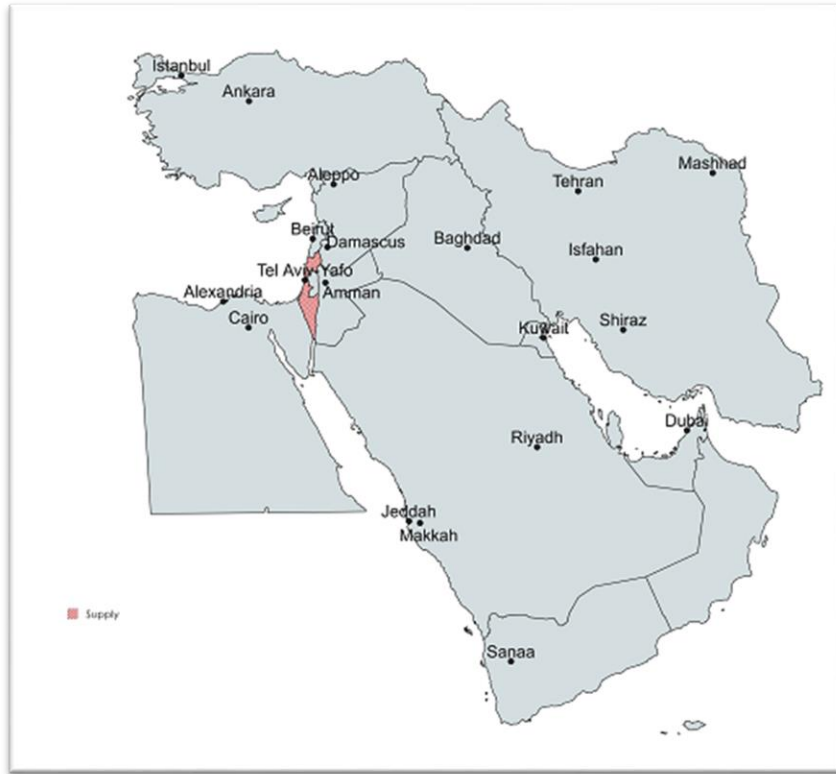 Istanbul
Ankara
Mashhad
Aleppo
Tehran
Beirut
Damascus
Baghdad
Isfahan
Tel Aviv-Yafo
Alexandria
Amman
Cairo
Kuwait
Shiraz
Dubai
Riyadh
Jeddah
Makkah
Supply
Sanaa